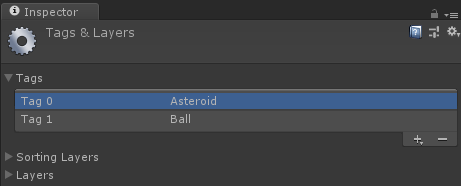 Inspector
Tags & Layers
Tags
Tag 0 Asteroid
Tag 1 Ball
Sorting Layers
Layers